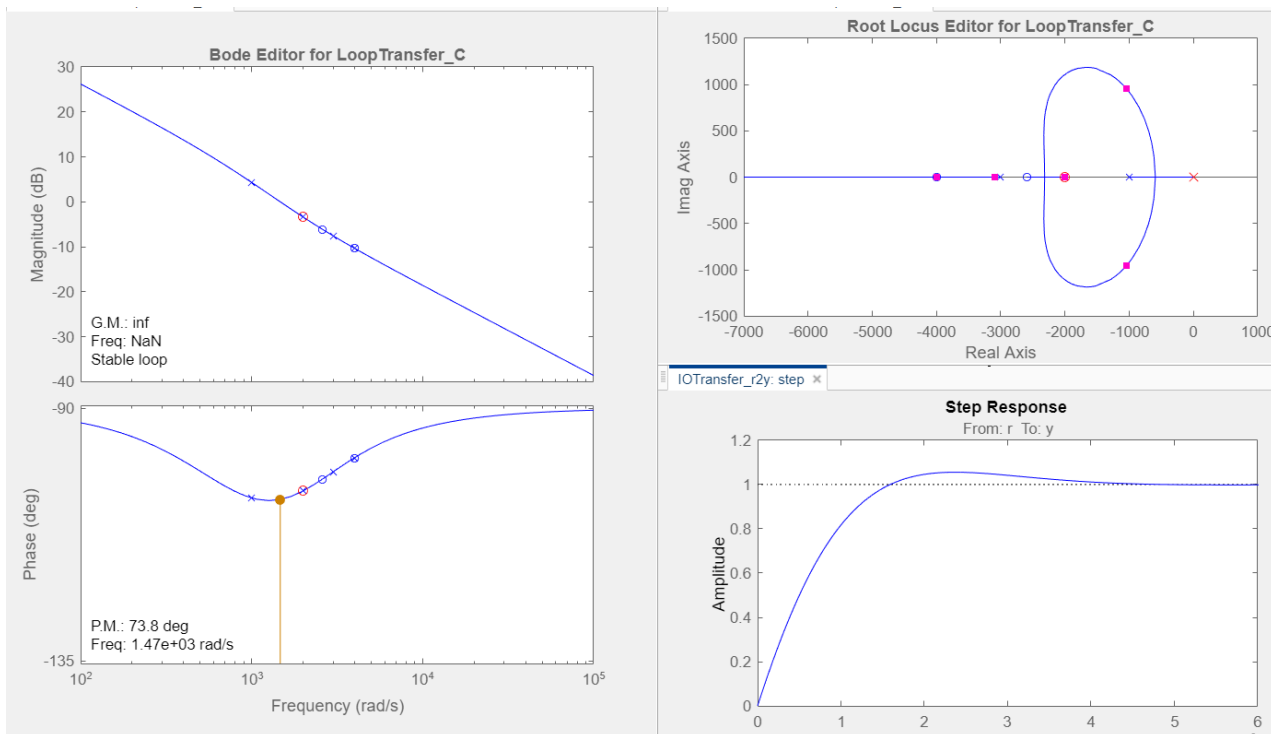 Bode Editor for LoopTransfer_C
30
20
10
0
-10
-20
-30
-40
Magnitude (dB)
G.M.: inf
Freq: NaN
Stable loop
-90
-135
Phase (deg)
P.M.: 73.8 deg
Freq: 1.47e+03 rad/s
10²
10³
10⁴
10⁵
Frequency (rad/s)
Root Locus Editor for LoopTransfer_C
1500
1000
500
0
-500
-1000
-1500
Imag Axis
-7000
-6000
-5000
-4000
-3000
-2000
-1000
0
1000
Real Axis
IOTransfer_r2y: step ×
Step Response
From: r To: y
1.2
1
0.8
0.6
0.4
0.2
0
Amplitude
0
1
2
3
4
5
6